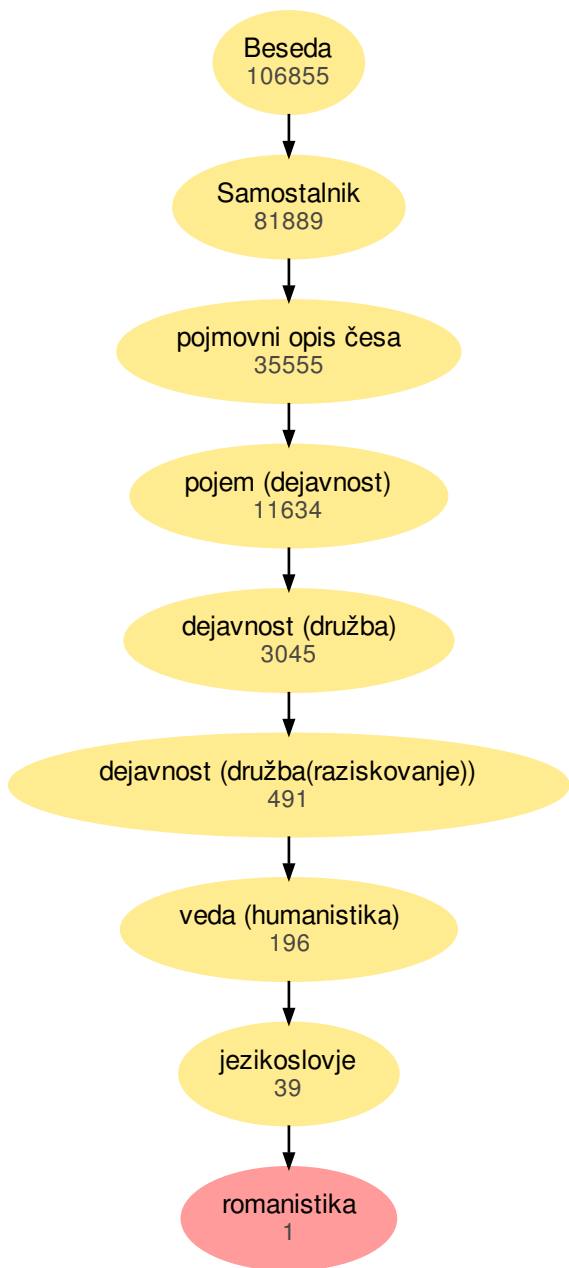 Beseda
106855
Samostalnik
81889
pojmovni opis česa
35555
pojem (dejavnost)
11634
dejavnost (družba)
3045
dejavnost (družba(raziskovanje))
491
veda (humanistika)
196
jezikoslovje
39
romanistika
1